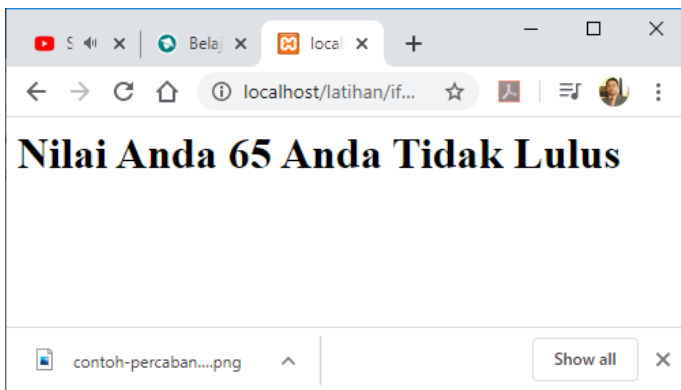 S
Belaj
local
localhost/latihan/if...
Nilai Anda 65 Anda Tidak Lulus
contoh-percaban....png
Show all